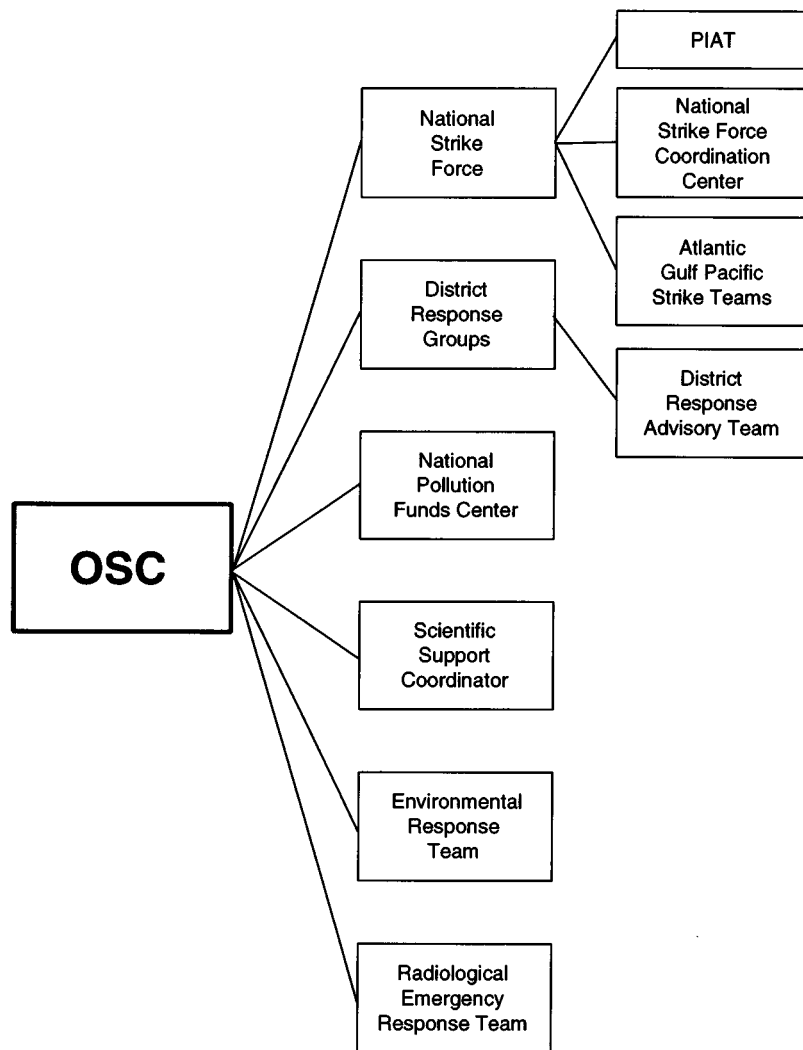 PIAT
National
Strike
Force
National
Strike Force
Coordination
Center
Atlantic
Gulf Pacific
Strike Teams
District
Response
Groups
District
Response
Advisory Team
National
Pollution
Funds Center
OSC
Scientific
Support
Coordinator
Environmental
Response
Team
Radiological
Emergency
Response Team